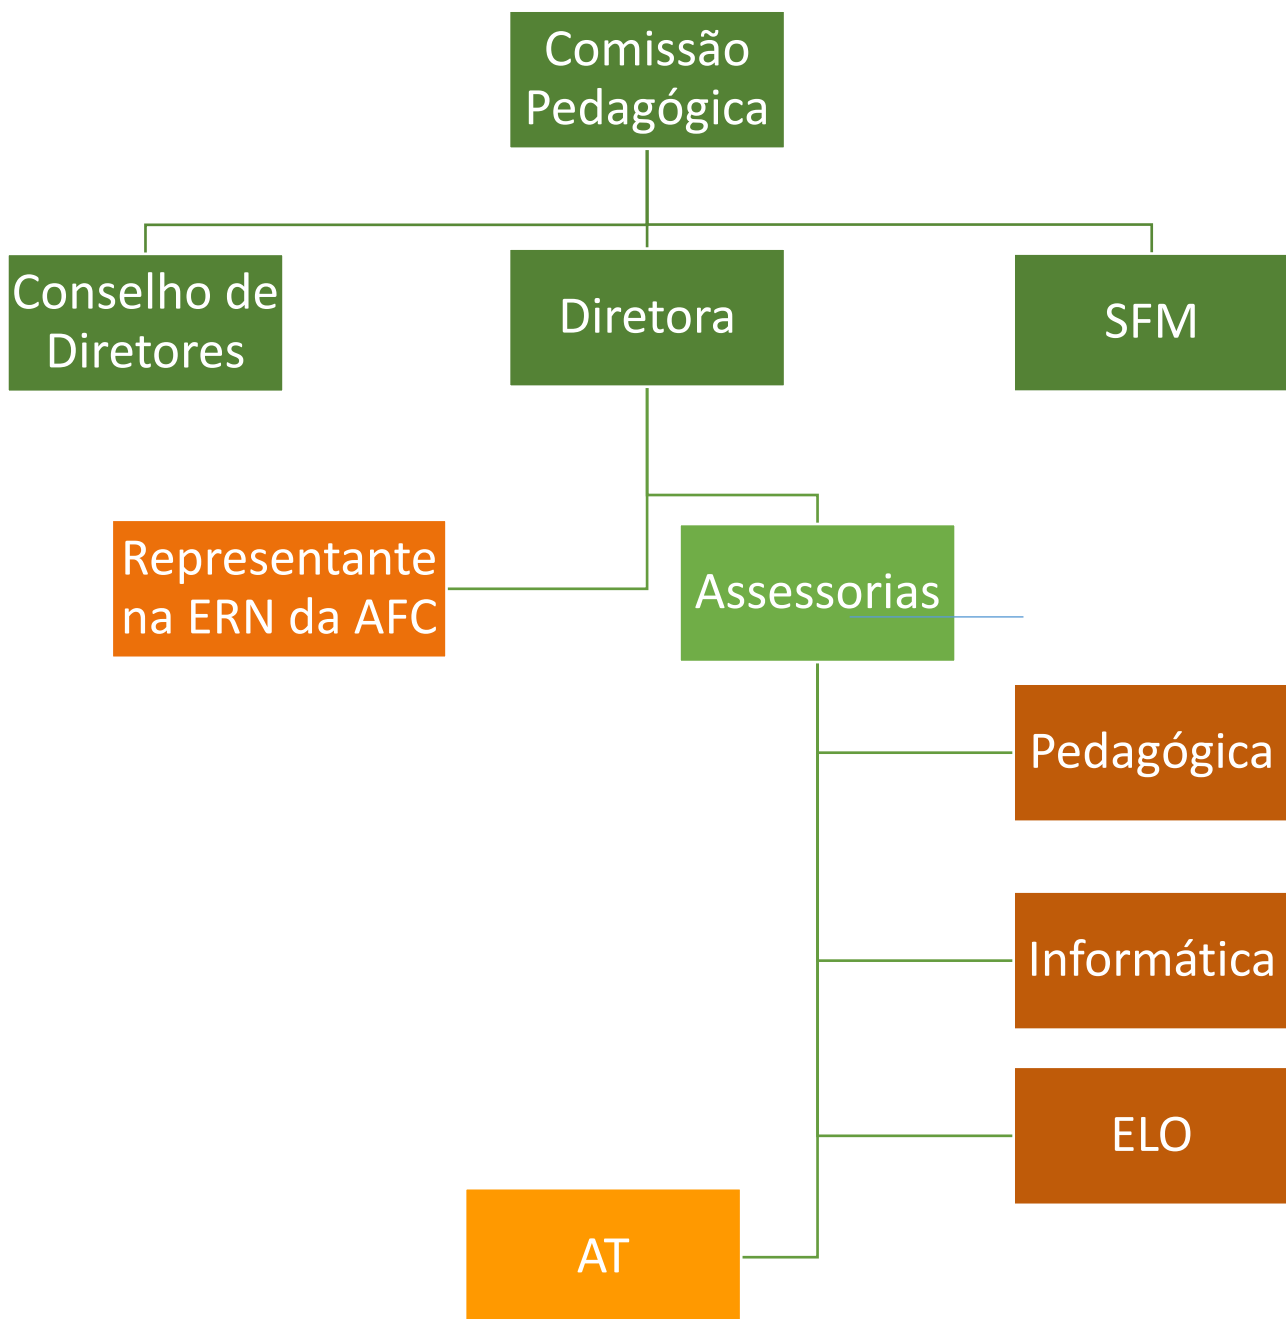 Comissão
Pedagógica
Conselho de
Diretores
Diretora
SFM
Representante
na ERN da AFC
Assessorias
Pedagógica
Informática
ELO
AT